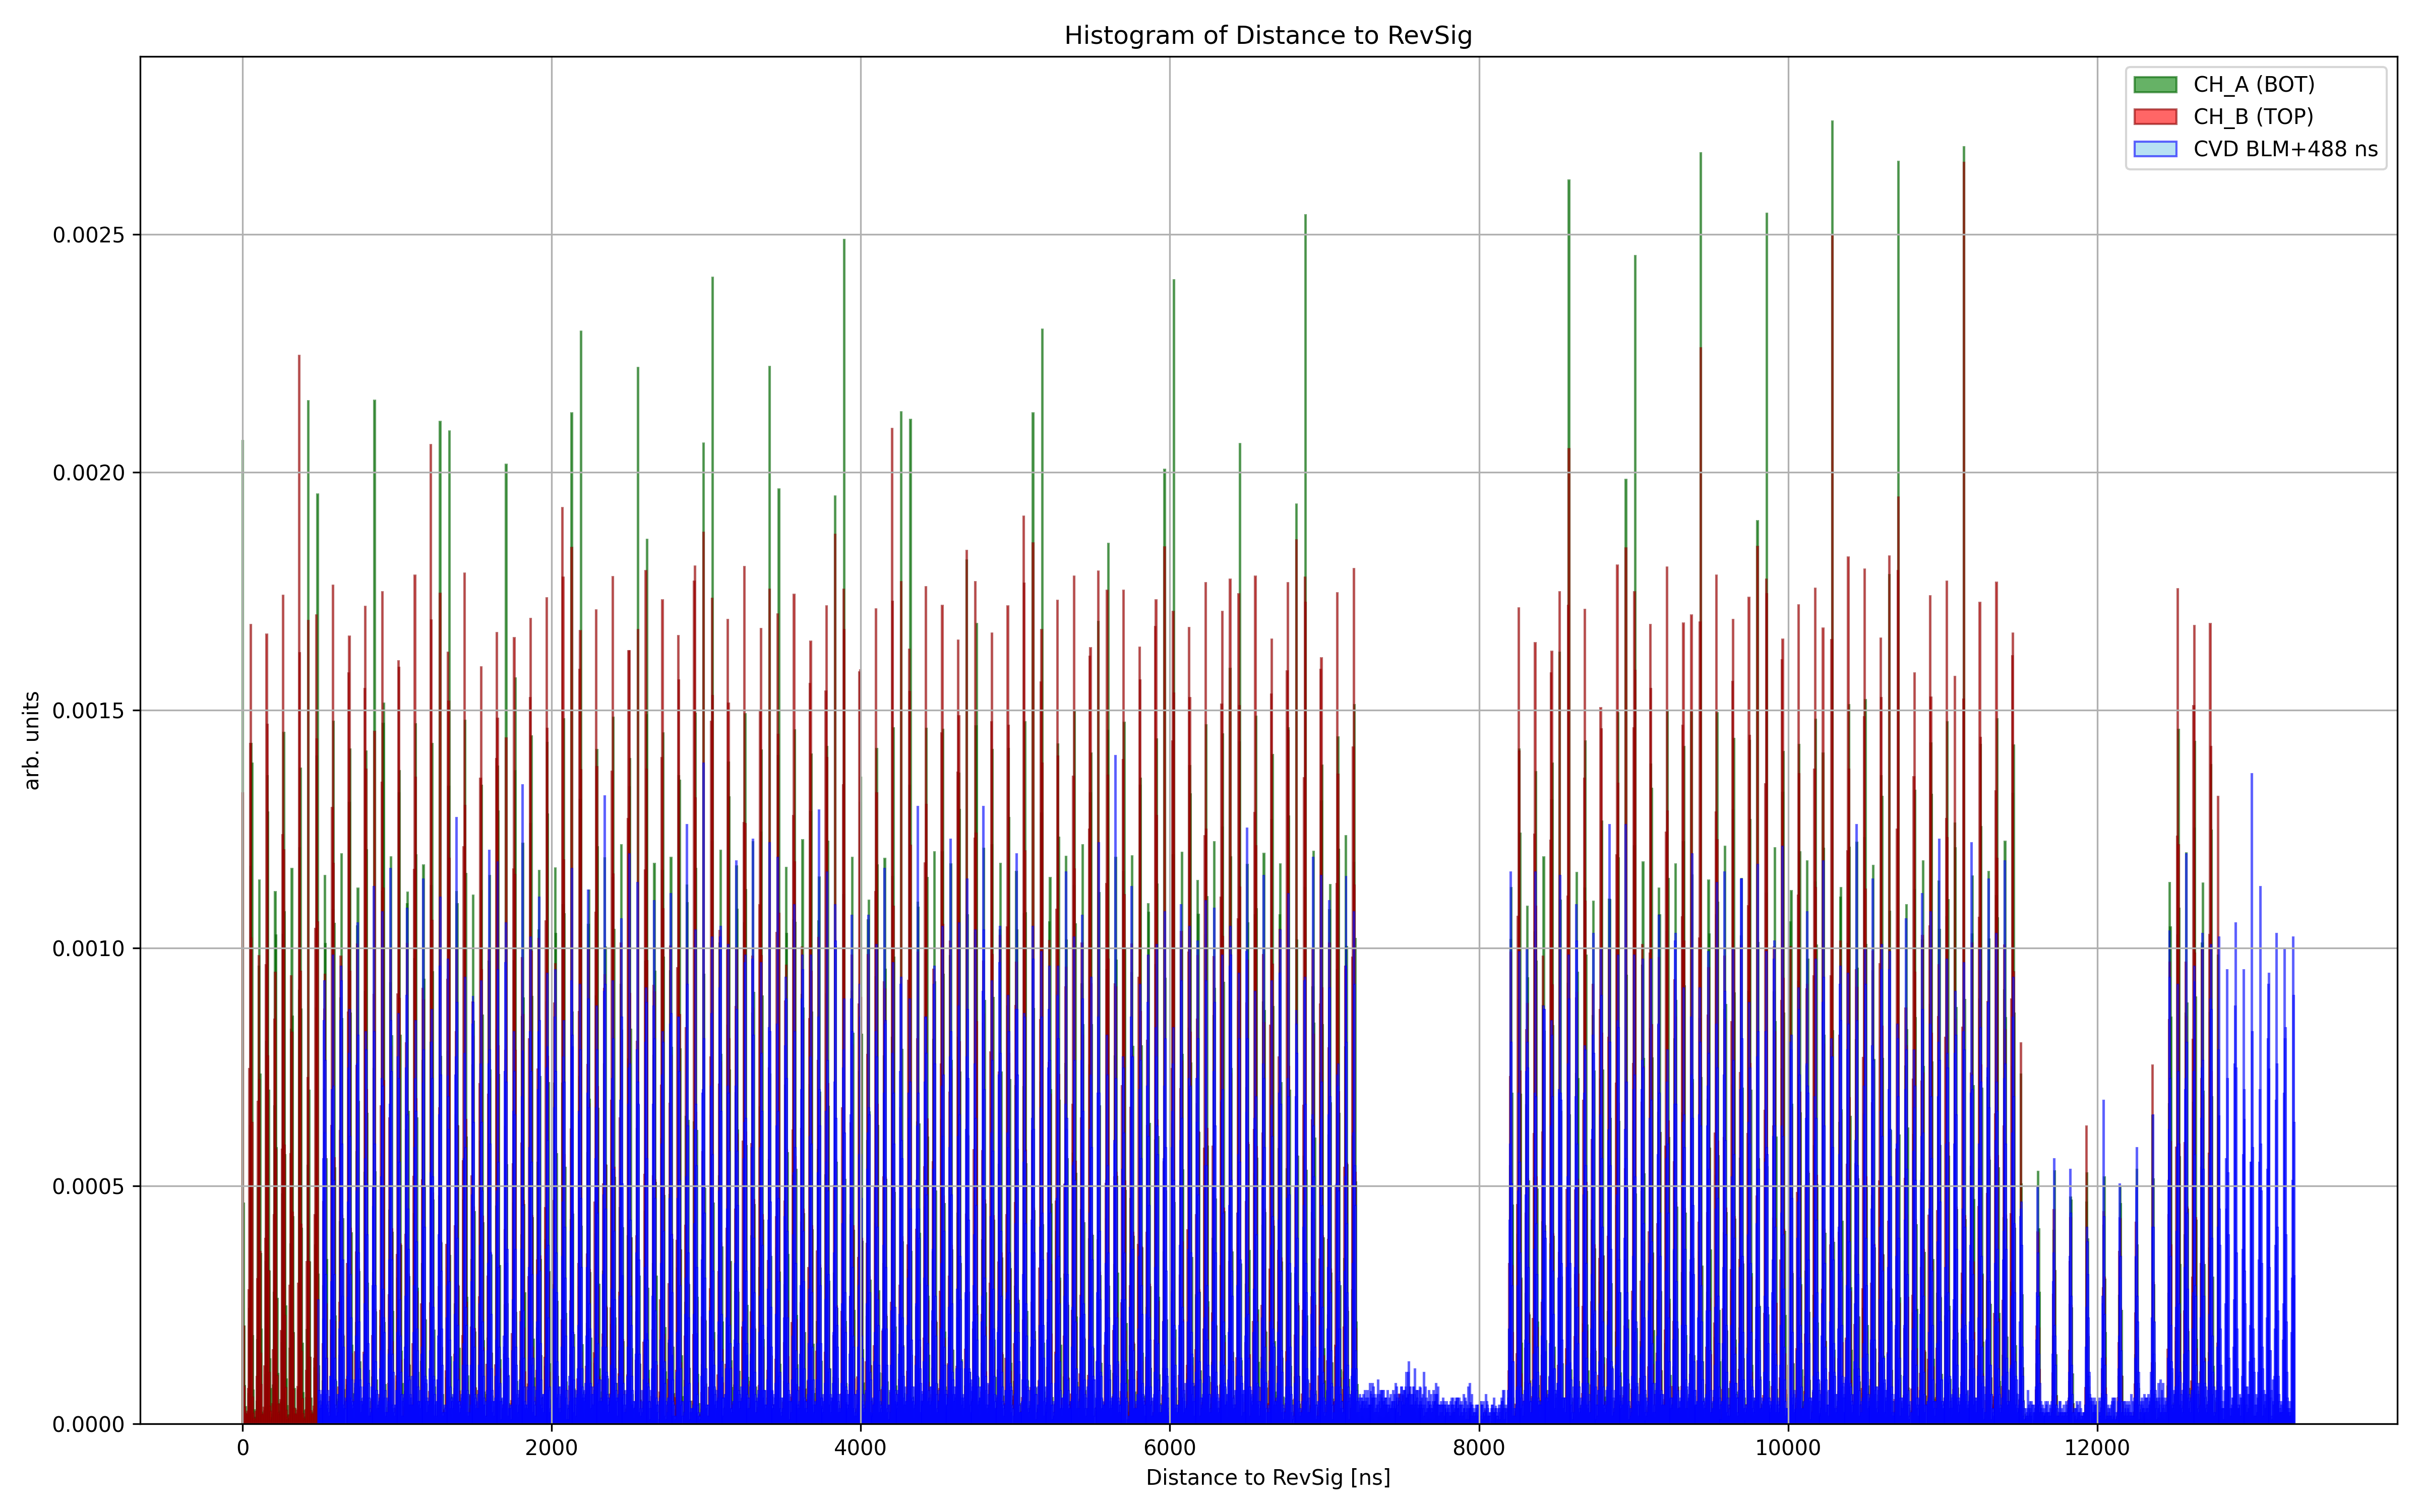 Histogram of Distance to RevSig
CH_A (BOT)
CH_B (TOP)
CVD BLM+488 ns
0.0025
0.0020
0.0015
0.0010
0.0005
0.0000
arb. units
0 2000 4000 6000 8000 10000 12000
Distance to RevSig [ns]